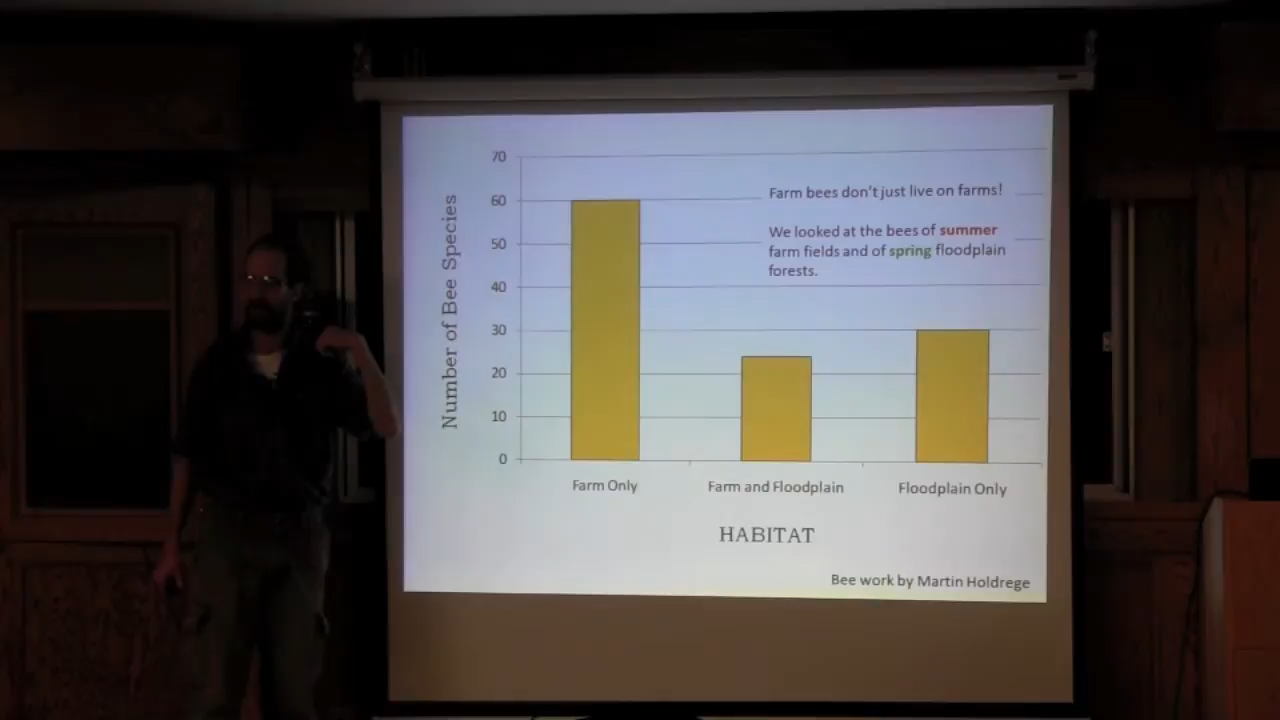 Farm bees don't just live on farms!
We looked at the bees of summer
farm fields and of spring floodplain
forests.
Number of Bee Species
70
60
50
40
30
20
10
0
Farm Only
Farm and Floodplain
Floodplain Only
HABITAT
Bee work by Martin Holdrege